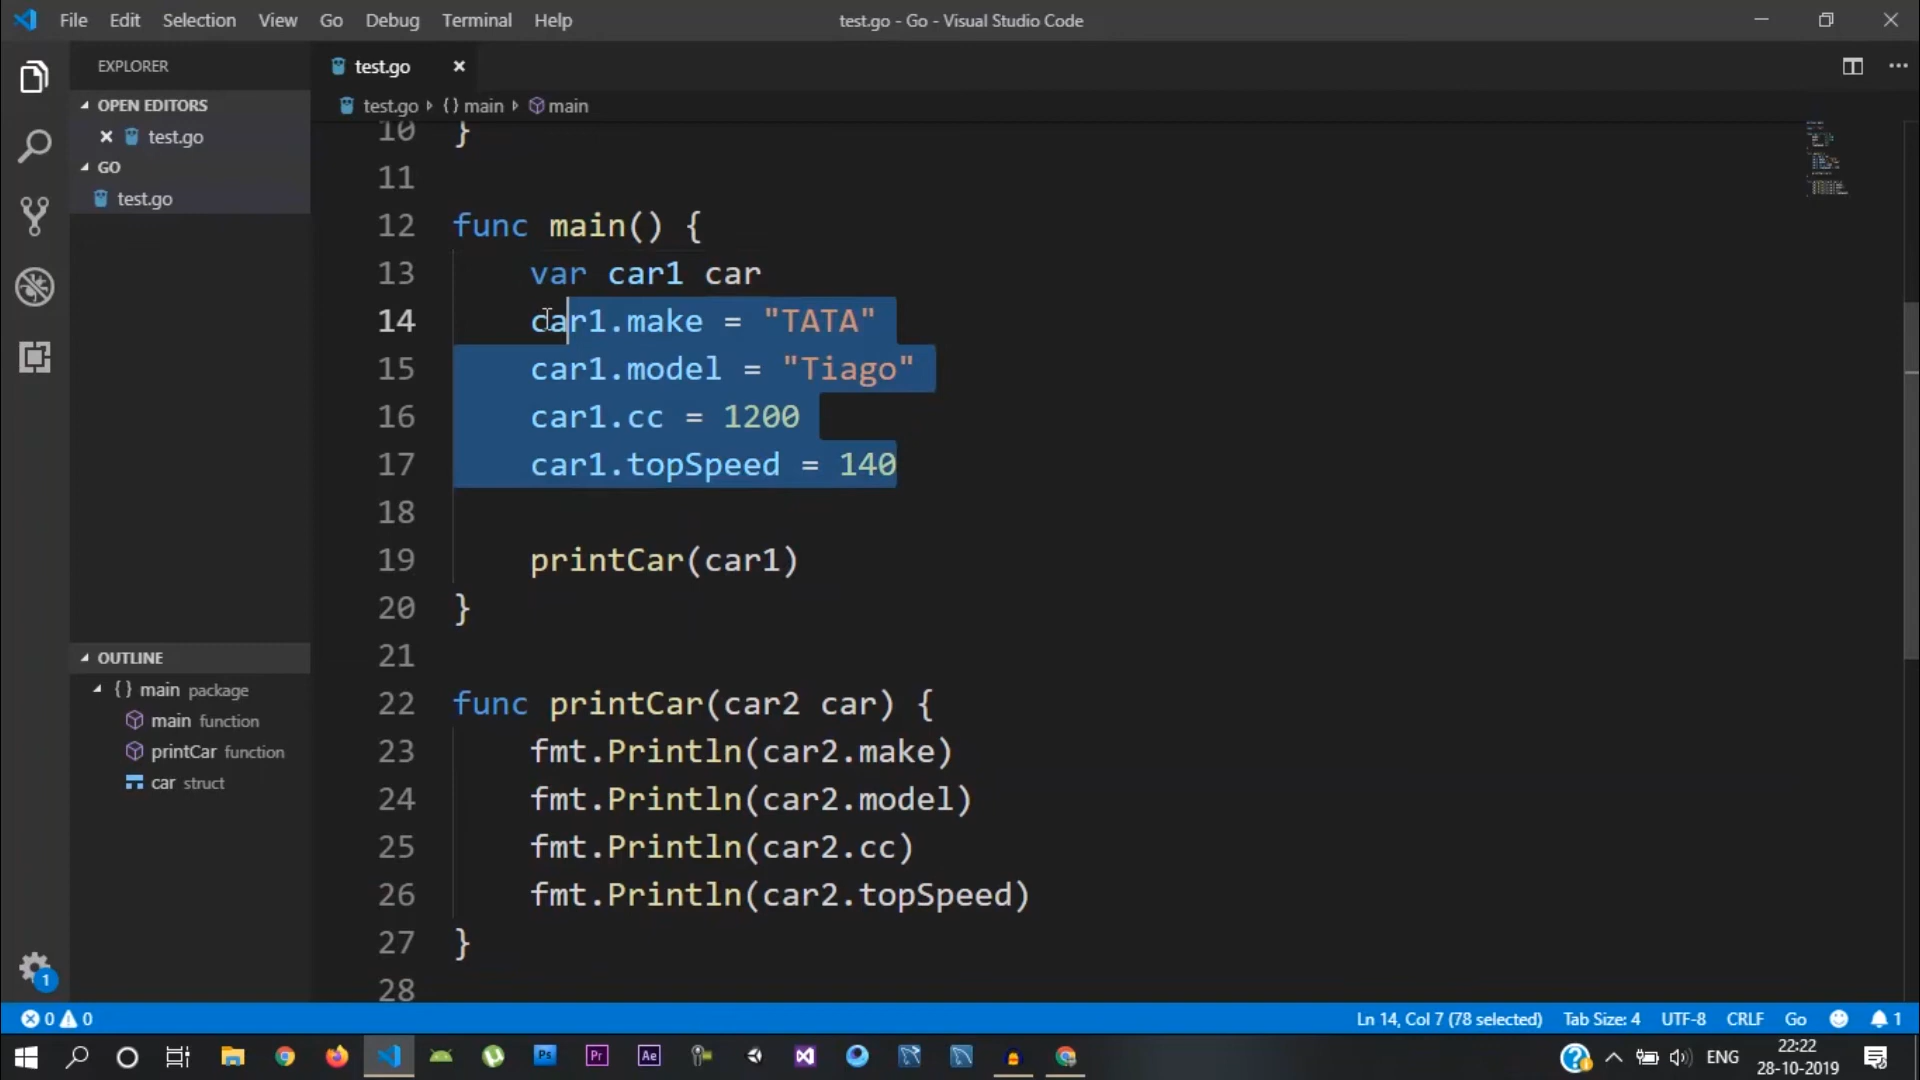 File Edit Selection View Go Debug Terminal Help
test.go - Go - Visual Studio Code
EXPLORER
OPEN EDITORS
test.go
GO
test.go
test.go
test.go {} main main
10 }
11
12 func main() {
13 var car1 car
14 car1.make = "TATA"
15 car1.model = "Tiago"
16 car1.cc = 1200
17 car1.topSpeed = 140
18
19 printCar(car1)
20 }
21
22 func printCar(car2 car) {
23 fmt.Println(car2.make)
24 fmt.Println(car2.model)
25 fmt.Println(car2.cc)
26 fmt.Println(car2.topSpeed)
27 }
28
OUTLINE
{} main package
main function
printCar function
car struct
1
0 0
Ln 14, Col 7 (78 selected) Tab Size: 4 UTF-8 CRLF Go 1
Ps Pr Ae
ENG
22:22
28-10-2019